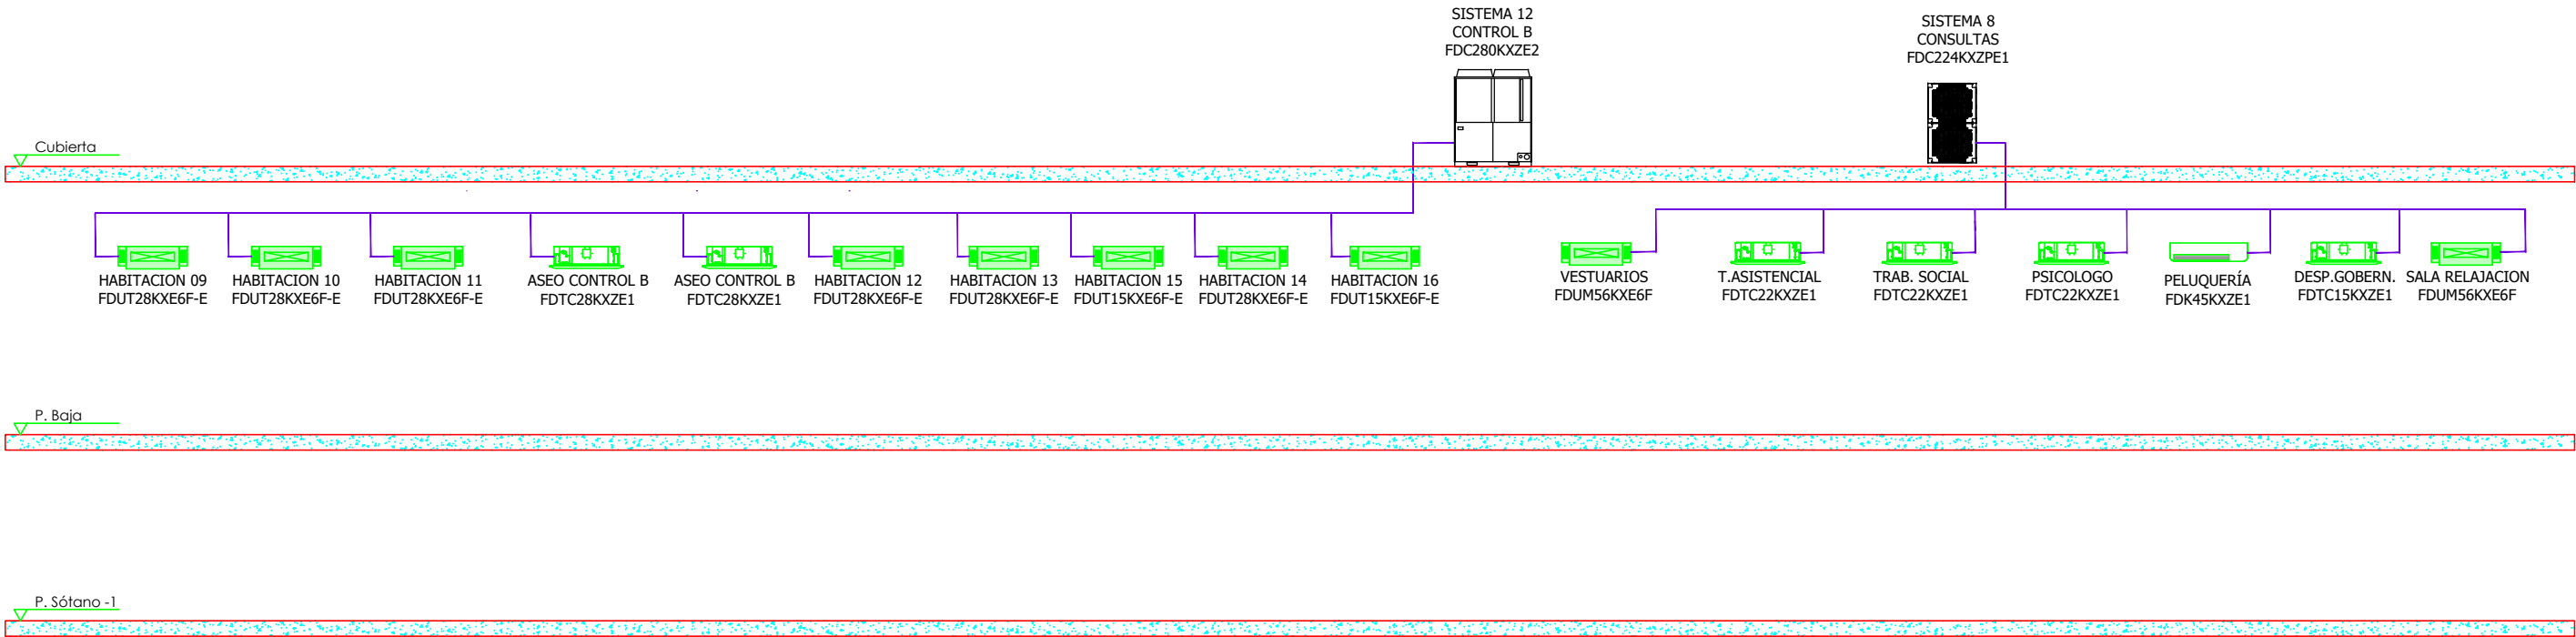 SISTEMA 12
CONTROL B
FDC280KXZE2
SISTEMA 8
CONSULTAS
FDC224KXZPE1
Cubierta
HABITACION 09
FDUT28KXE6F-E
HABITACION 10
FDUT28KXE6F-E
HABITACION 11
FDUT28KXE6F-E
ASEO CONTROL B
FDTC28KXZE1
ASEO CONTROL B
FDTC28KXZE1
HABITACION 12
FDUT28KXE6F-E
HABITACION 13
FDUT28KXE6F-E
HABITACION 15
FDUT15KXE6F-E
HABITACION 14
FDUT28KXE6F-E
HABITACION 16
FDUT15KXE6F-E
VESTUARIOS
FDUM56KXE6F
T.ASISTENCIAL
FDTC22KXZE1
TRAB. SOCIAL
FDTC22KXZE1
PSICOLOGO
FDTC22KXZE1
PELUQUERÍA
FDK45KXZE1
DESP.GOBERN.
FDTC15KXZE1
SALA RELAJACION
FDUM56KXE6F
P. Baja
P. Sótano -1